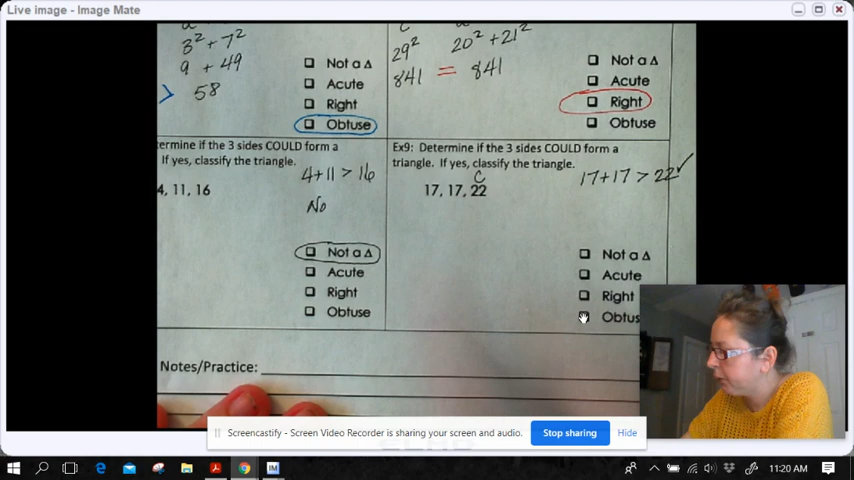 Live image - Image Mate
3² + 7²
9 + 49
> 58
Not a Δ
Acute
Right
Obtuse
c
29² 20² + 21²
841 = 841
Not a Δ
Acute
Right
Obtuse
ermine if the 3 sides COULD form a
If yes, classify the triangle.
4 + 11 > 16
4, 11, 16
No
Not a Δ
Acute
Right
Obtuse
Ex9: Determine if the 3 sides COULD form a
triangle. If yes, classify the triangle.
17 + 17 > 22 ✓
C
17, 17, 22
Not a Δ
Acute
Right
Obtus
Notes/Practice:
Screencastify - Screen Video Recorder is sharing your screen and audio.
Stop sharing
Hide
11:20 AM